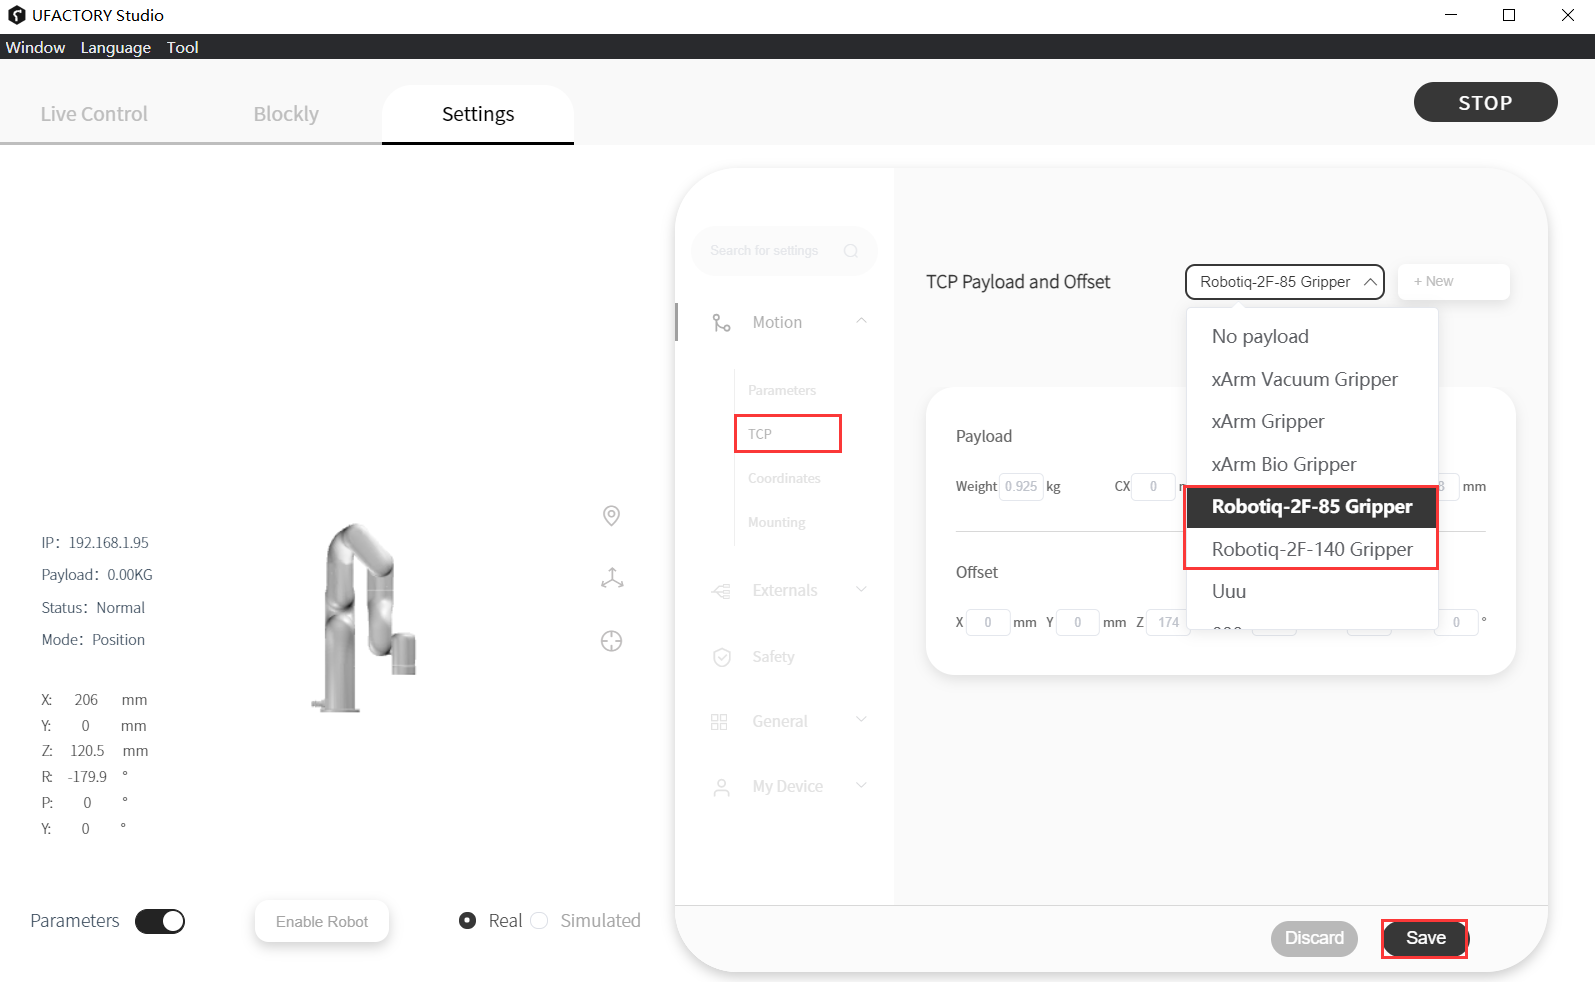 UFACTORY Studio
Window Language Tool
Live Control Blockly Settings STOP
Search for settings
Motion
Parameters
TCP
Coordinates
Mounting
Externals
Safety
General
My Device
TCP Payload and Offset Robotiq-2F-85 Gripper + New
No payload
xArm Vacuum Gripper
xArm Gripper
xArm Bio Gripper
Robotiq-2F-85 Gripper
Robotiq-2F-140 Gripper
Uuu
Payload
Weight 0.925 kg CX 0 mm
Offset
X 0 mm Y 0 mm Z 174 0 °
IP: 192.168.1.95
Payload: 0.00KG
Status: Normal
Mode: Position
X: 206 mm
Y: 0 mm
Z: 120.5 mm
R: -179.9 °
P: 0 °
Y: 0 °
Parameters Enable Robot Real Simulated
Discard Save